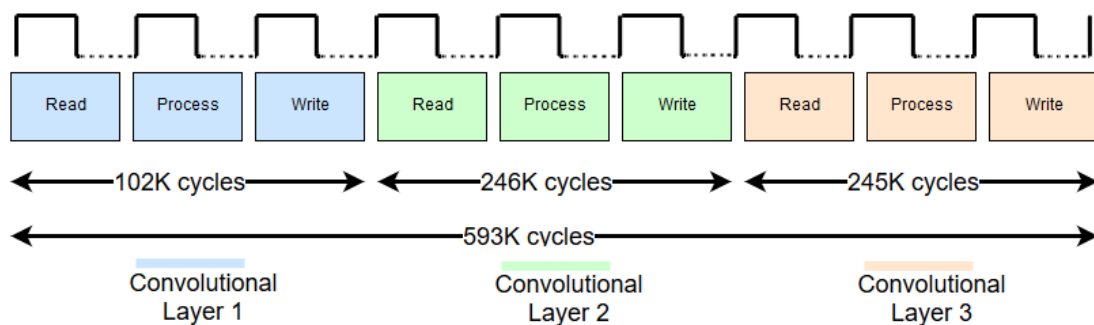 Read Process Write Read Process Write Read Process Write
102K cycles 246K cycles 245K cycles
593K cycles
Convolutional Layer 1
Convolutional Layer 2
Convolutional Layer 3